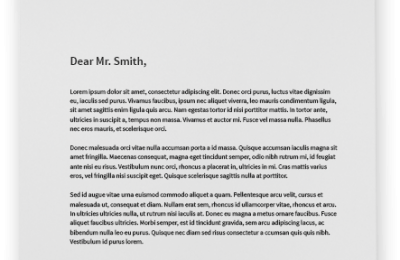 Dear Mr. Smith,
Lorem ipsum dolor sit amet, consectetur adipiscing elit. Donec orci purus, luctus vitae dignissim
eu, iaculis sed purus. Vivamus faucibus, ipsum nec aliquet viverra, leo mauris condimentum ligula,
sit amet sagittis enim ligula quis arcu. Nam egestas tortor id nisi porttitor mattis. In tortor ante,
ultricies in suscipit a, tempus non massa. Vivamus et auctor mi. Fusce vel massa nulla. Phasellus
nec eros mauris, et scelerisque orci.
Donec malesuada orci vitae nulla accumsan porta a id massa. Quisque accumsan iaculis magna sit
amet fringilla. Maecenas consequat, magna eget tincidunt semper, odio nibh rutrum mi, id feugiat
ante nisi eu risus. Vestibulum nunc orci, rhoncus a placerat in, ultricies in mi. Cras mattis varius
eros, vel fringilla nisi suscipit eget. Quisque scelerisque sagittis nulla at porttitor.
Sed id augue vitae urna euismod commodo aliquet a quam. Pellentesque arcu velit, cursus et
malesuada ut, consequat et diam. Nullam erat sem, rhoncus id ullamcorper vitae, rhoncus et arcu.
In ultricies ultricies nulla, ut rutrum nisi iaculis at. Donec eu magna a metus ornare faucibus. Fusce
aliquet faucibus ultricies. Morbi semper, est id tincidunt gravida, sem arcu adipiscing lacus, ac
bibendum nulla leo eu purus. Quisque nec diam sed risus consectetur a ccumsan quis quis nibh.
Vestibulum id purus lorem.